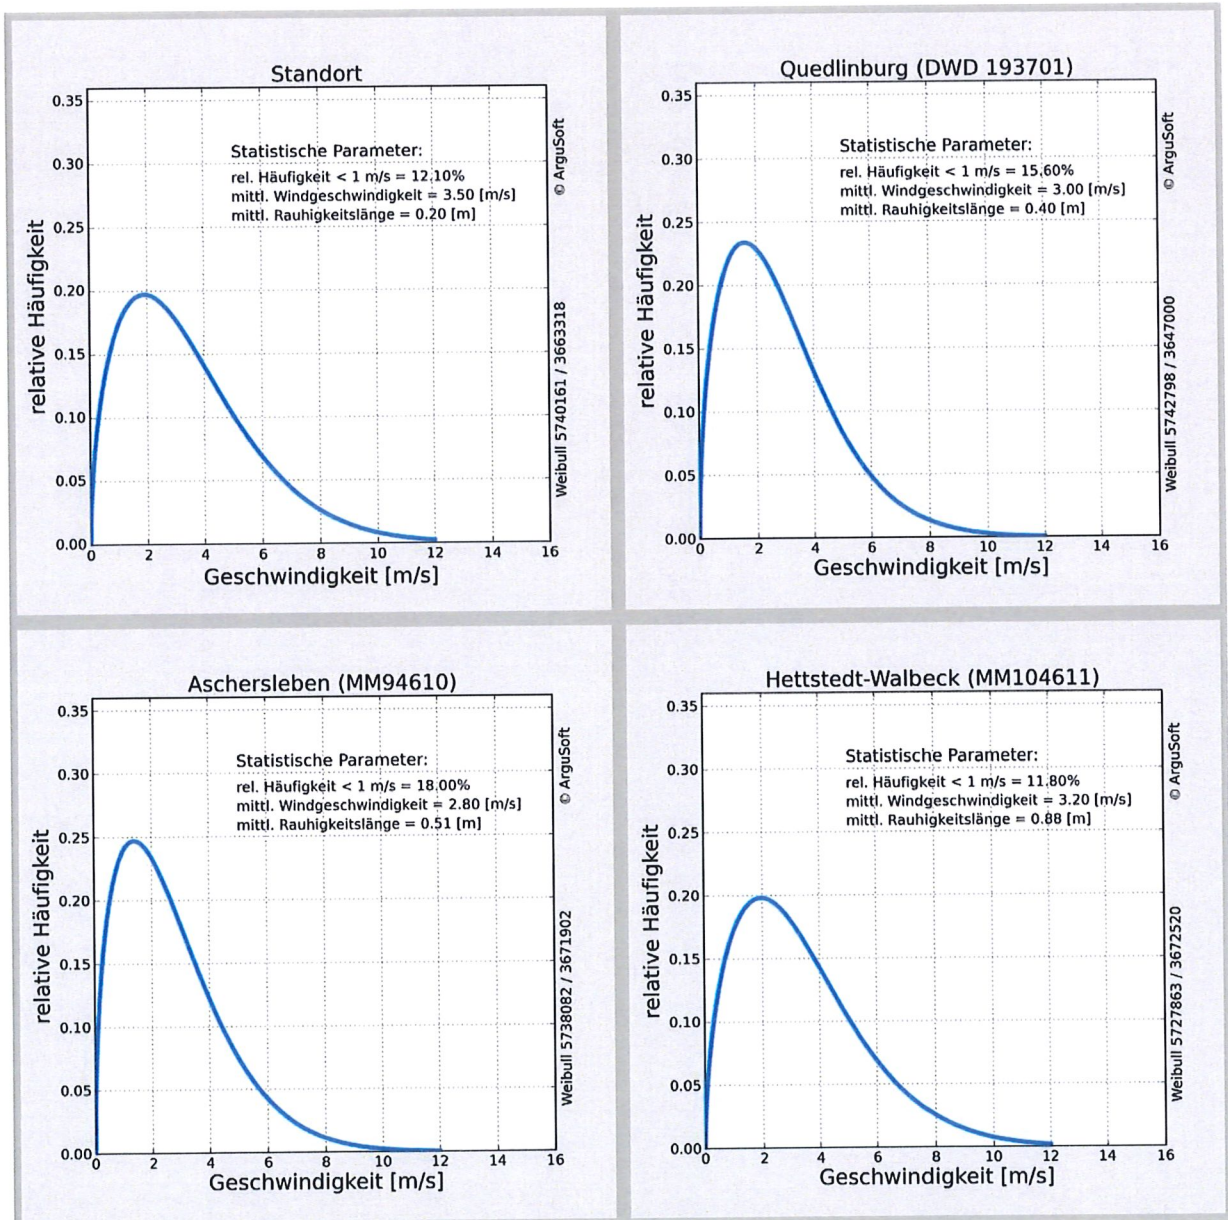 Standort
0.35
0.30
0.25
0.20
0.15
0.10
0.05
0.00
relative Häufigkeit
Statistische Parameter:
rel. Häufigkeit < 1 m/s = 12.10%
mittl. Windgeschwindigkeit = 3.50 [m/s]
mittl. Rauhigkeitslänge = 0.20 [m]
© ArguSoft
Weibull 5740161 / 3663318
0 2 4 6 8 10 12 14 16
Geschwindigkeit [m/s]
Quedlinburg (DWD 193701)
0.35
0.30
0.25
0.20
0.15
0.10
0.05
0.00
relative Häufigkeit
Statistische Parameter:
rel. Häufigkeit < 1 m/s = 15.60%
mittl. Windgeschwindigkeit = 3.00 [m/s]
mittl. Rauhigkeitslänge = 0.40 [m]
© ArguSoft
Weibull 5742798 / 3647000
0 2 4 6 8 10 12 14 16
Geschwindigkeit [m/s]
Aschersleben (MM94610)
0.35
0.30
0.25
0.20
0.15
0.10
0.05
0.00
relative Häufigkeit
Statistische Parameter:
rel. Häufigkeit < 1 m/s = 18.00%
mittl. Windgeschwindigkeit = 2.80 [m/s]
mittl. Rauhigkeitslänge = 0.51 [m]
© ArguSoft
Weibull 5738082 / 3671902
0 2 4 6 8 10 12 14 16
Geschwindigkeit [m/s]
Hettstedt-Walbeck (MM104611)
0.35
0.30
0.25
0.20
0.15
0.10
0.05
0.00
relative Häufigkeit
Statistische Parameter:
rel. Häufigkeit < 1 m/s = 11.80%
mittl. Windgeschwindigkeit = 3.20 [m/s]
mittl. Rauhigkeitslänge = 0.88 [m]
© ArguSoft
Weibull 5727863 / 3672520
0 2 4 6 8 10 12 14 16
Geschwindigkeit [m/s]